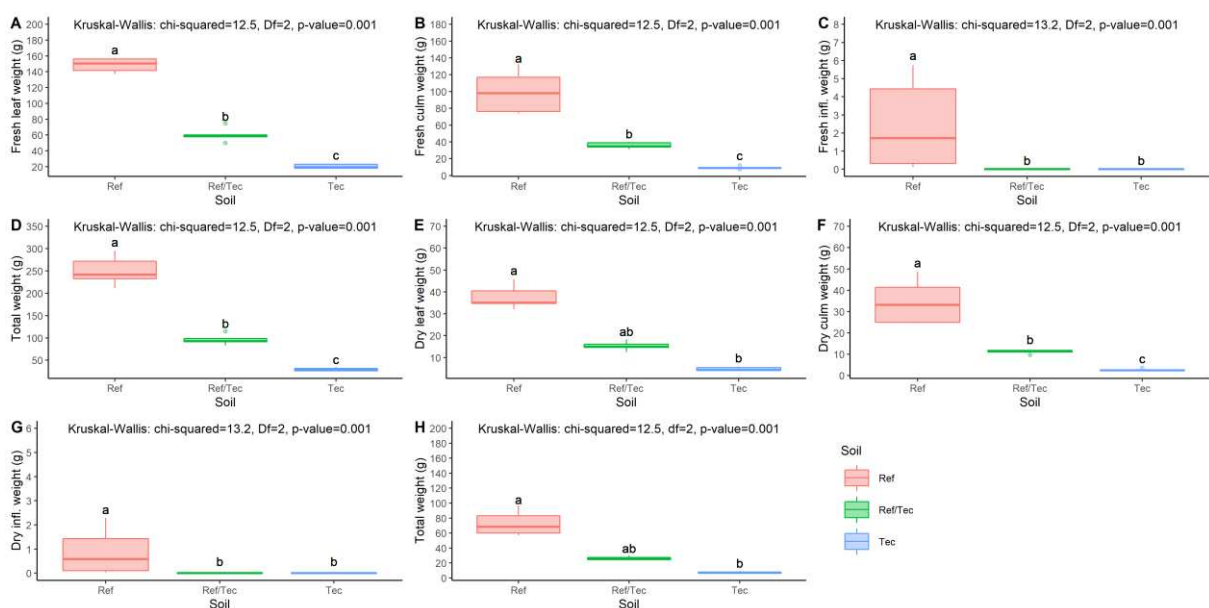 A
Kruskal-Wallis: chi-squared=12.5, Df=2, p-value=0.001
Fresh leaf weight (g)
200
180
160
140
120
100
80
60
40
20
a
b
c
Ref
Ref/Tec
Tec
Soil
B
Kruskal-Wallis: chi-squared=12.5, Df=2, p-value=0.001
Fresh culm weight (g)
180
160
140
120
100
80
60
40
20
0
a
b
c
Ref
Ref/Tec
Tec
Soil
C
Kruskal-Wallis: chi-squared=13.2, Df=2, p-value=0.001
Fresh infl. weight (g)
8
7
6
5
4
3
2
1
0
a
b
b
Ref
Ref/Tec
Tec
Soil
D
Kruskal-Wallis: chi-squared=12.5, Df=2, p-value=0.001
Total weight (g)
350
300
250
200
150
100
50
a
b
c
Ref
Ref/Tec
Tec
Soil
E
Kruskal-Wallis: chi-squared=12.5, Df=2, p-value=0.001
Dry leaf weight (g)
70
60
50
40
30
20
10
a
ab
b
Ref
Ref/Tec
Tec
Soil
F
Kruskal-Wallis: chi-squared=12.5, Df=2, p-value=0.001
Dry culm weight (g)
70
60
50
40
30
20
10
0
a
b
c
Ref
Ref/Tec
Tec
Soil
G
Kruskal-Wallis: chi-squared=13.2, Df=2, p-value=0.001
Dry infl. weight (g)
6
5
4
3
2
1
0
a
b
b
Ref
Ref/Tec
Tec
Soil
H
Kruskal-Wallis: chi-squared=12.5, df=2, p-value=0.001
Total weight (g)
200
180
160
140
120
100
80
60
40
20
0
a
ab
b
Ref
Ref/Tec
Tec
Soil
Soil
Ref
Ref/Tec
Tec